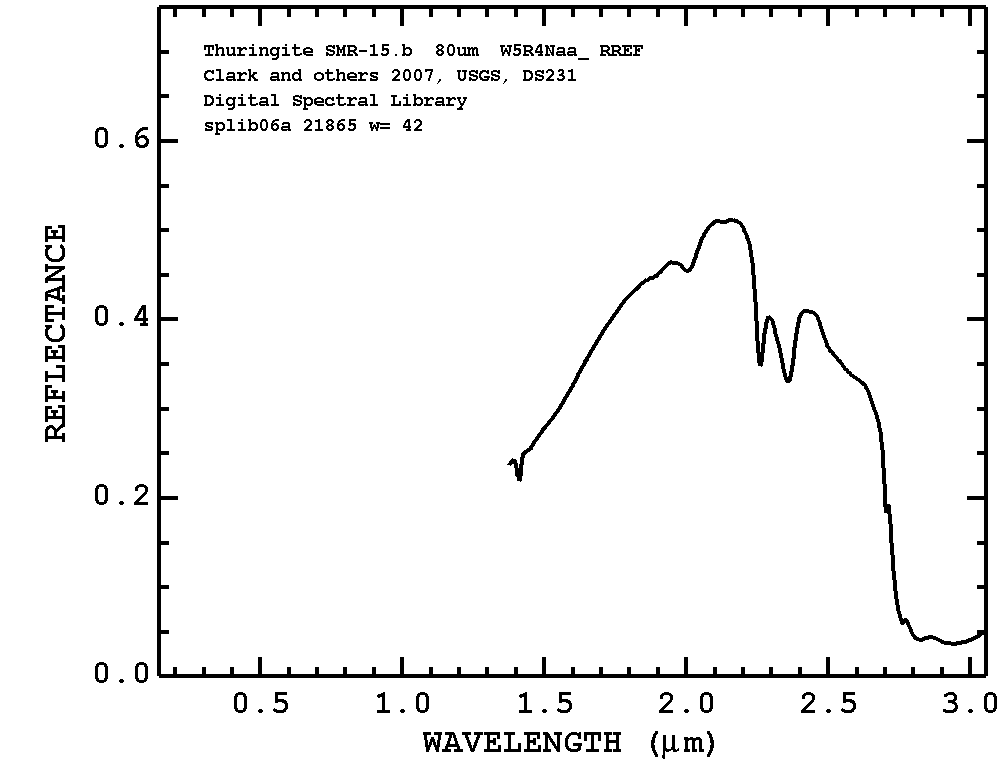 Thuringite SMR-15.b  80um  W5R4Naa_ RREF
Clark and others 2007, USGS, DS231
Digital Spectral Library
splib06a 21865 w= 42
0.6
0.4
0.2
0.0
REFLECTANCE
0.5 1.0 1.5 2.0 2.5 3.0
WAVELENGTH (μm)